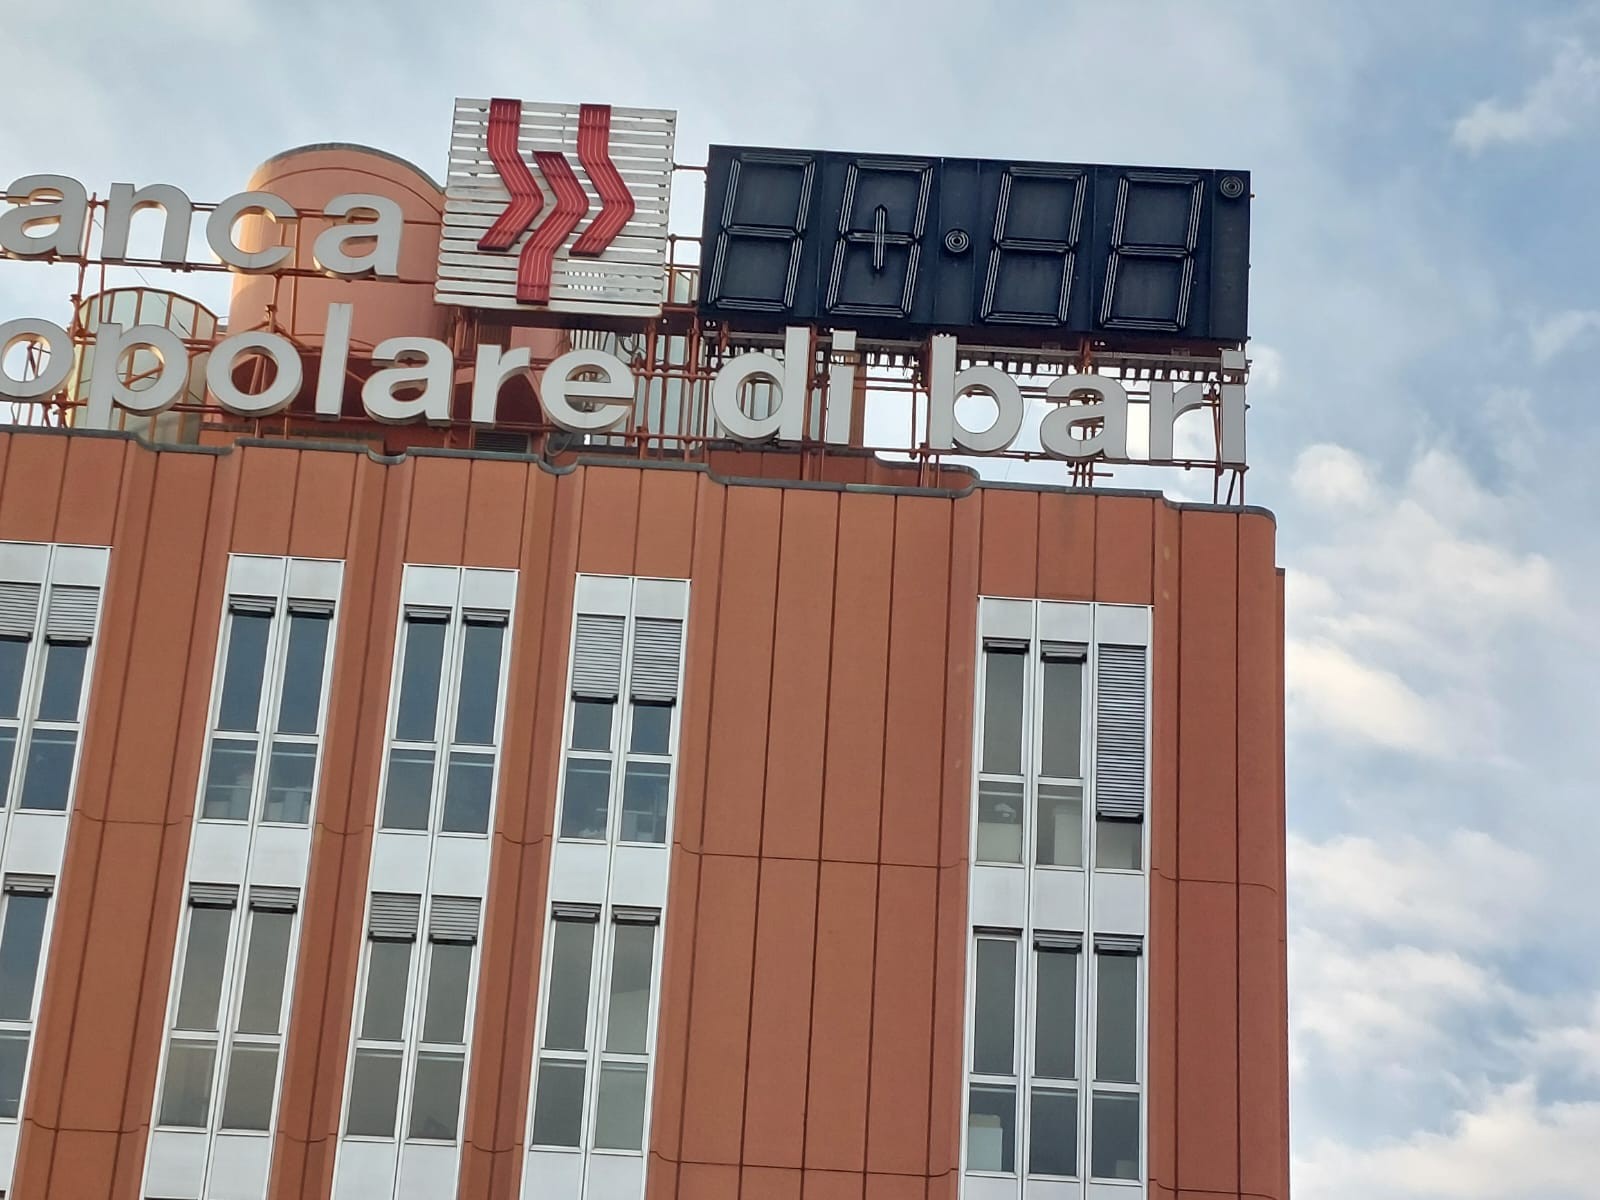 anca
opolare di bari